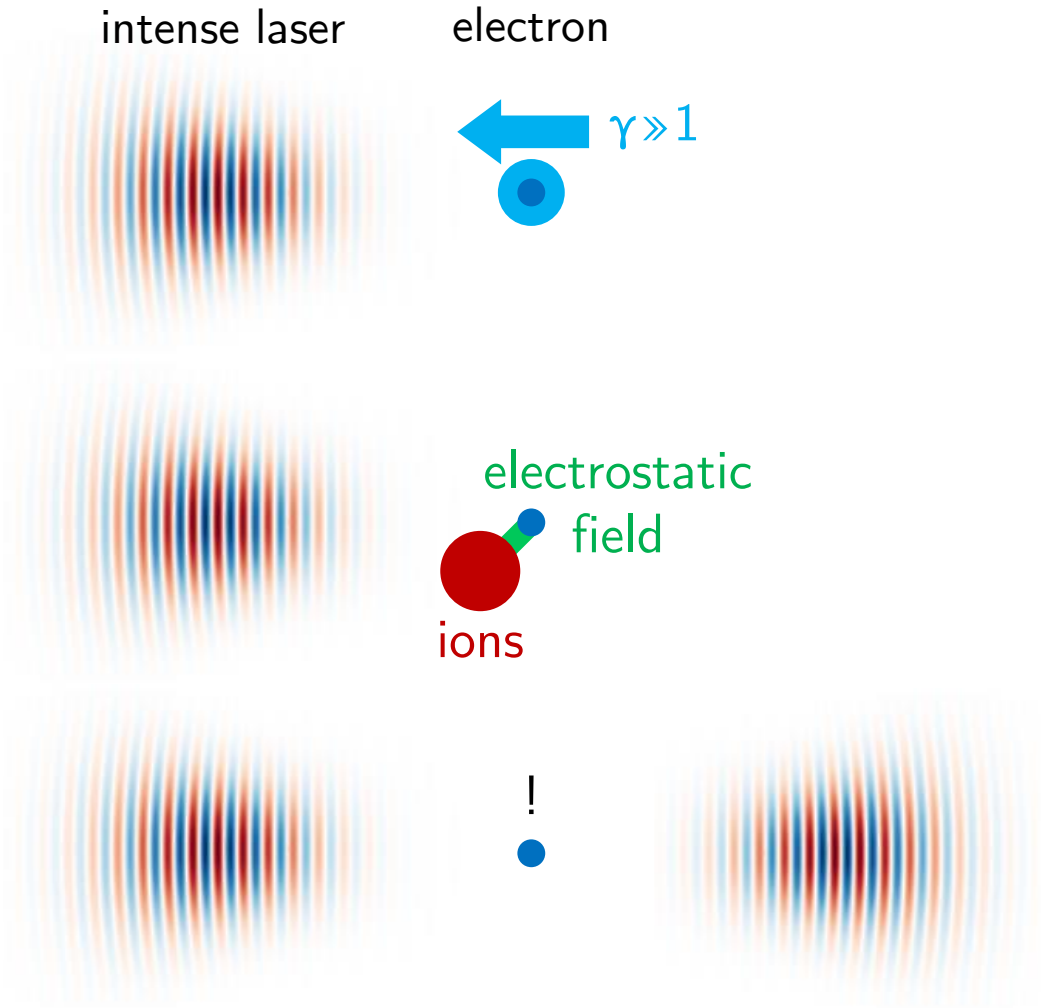 intense laser electron
γ≫1
electrostatic
field
ions
!